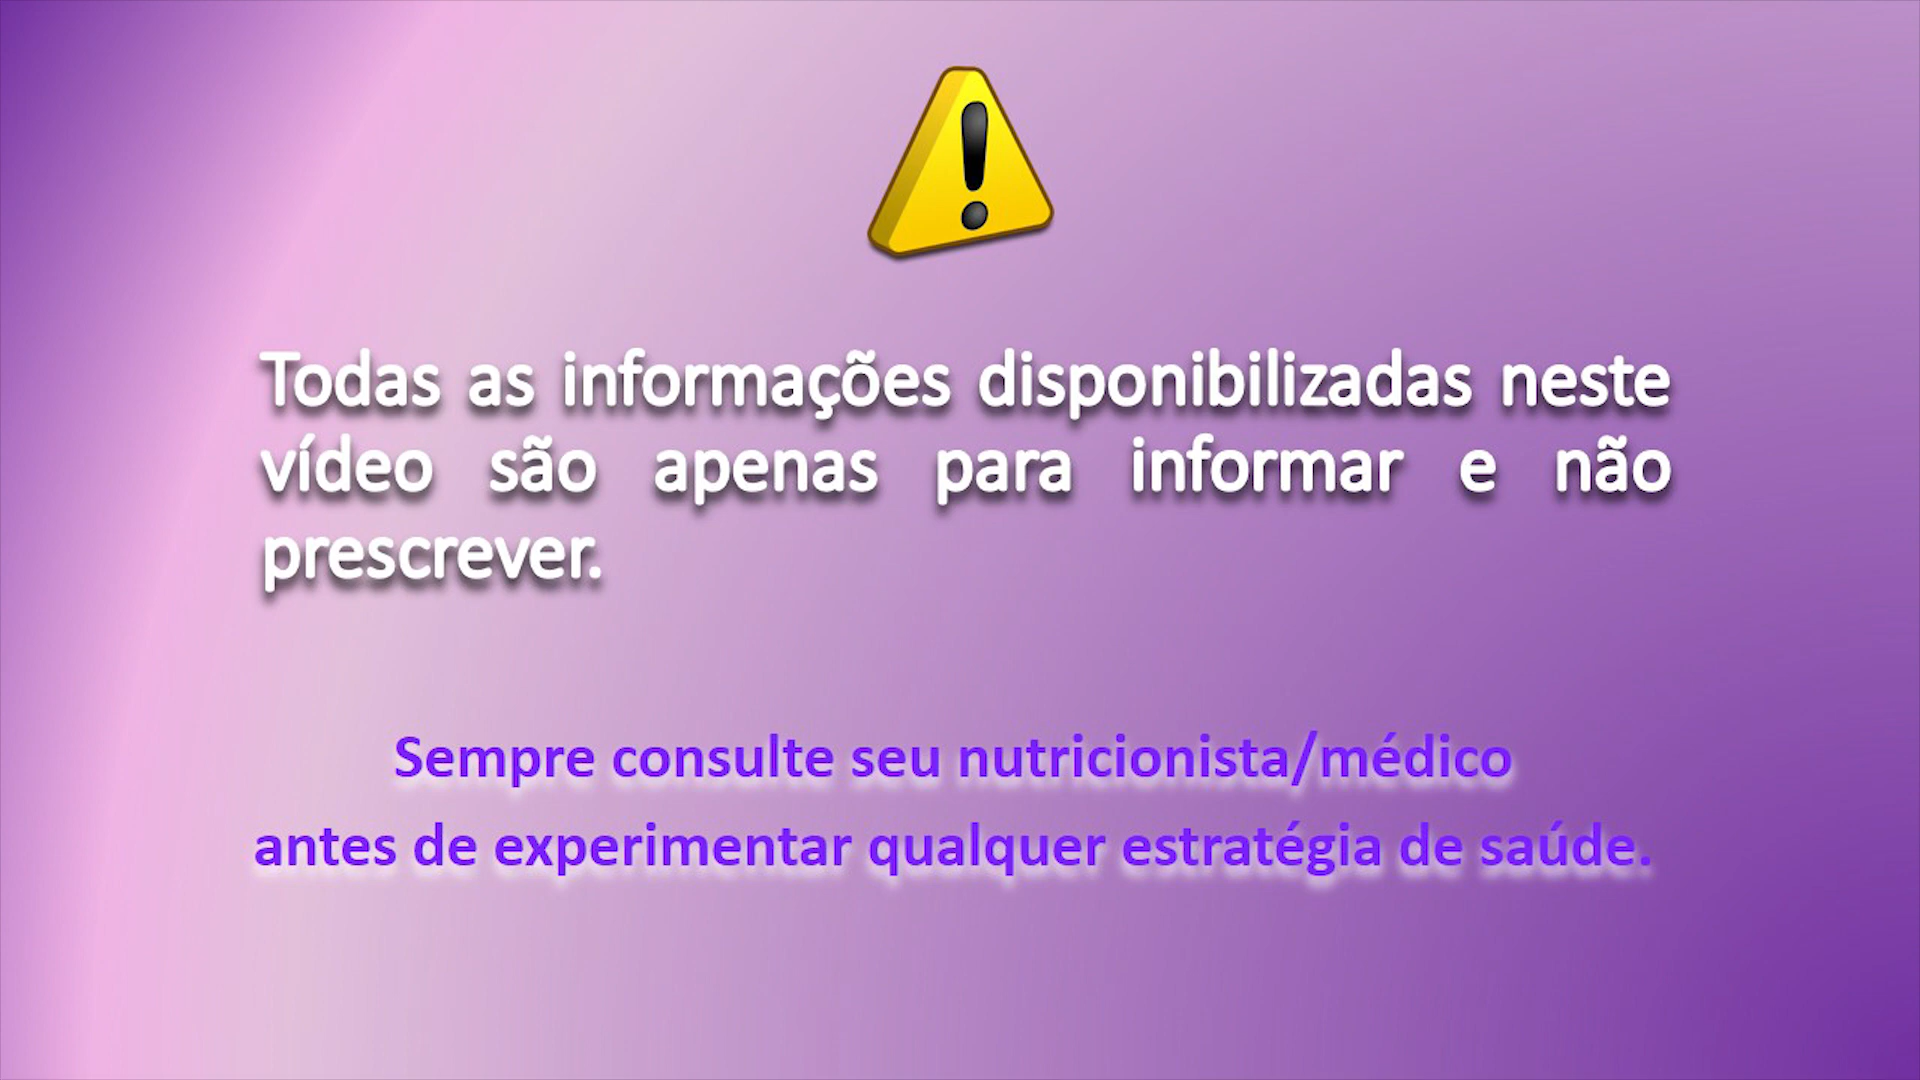 Todas as informações disponibilizadas neste
vídeo são apenas para informar e não
prescrever.
Sempre consulte seu nutricionista/médico
antes de experimentar qualquer estratégia de saúde.